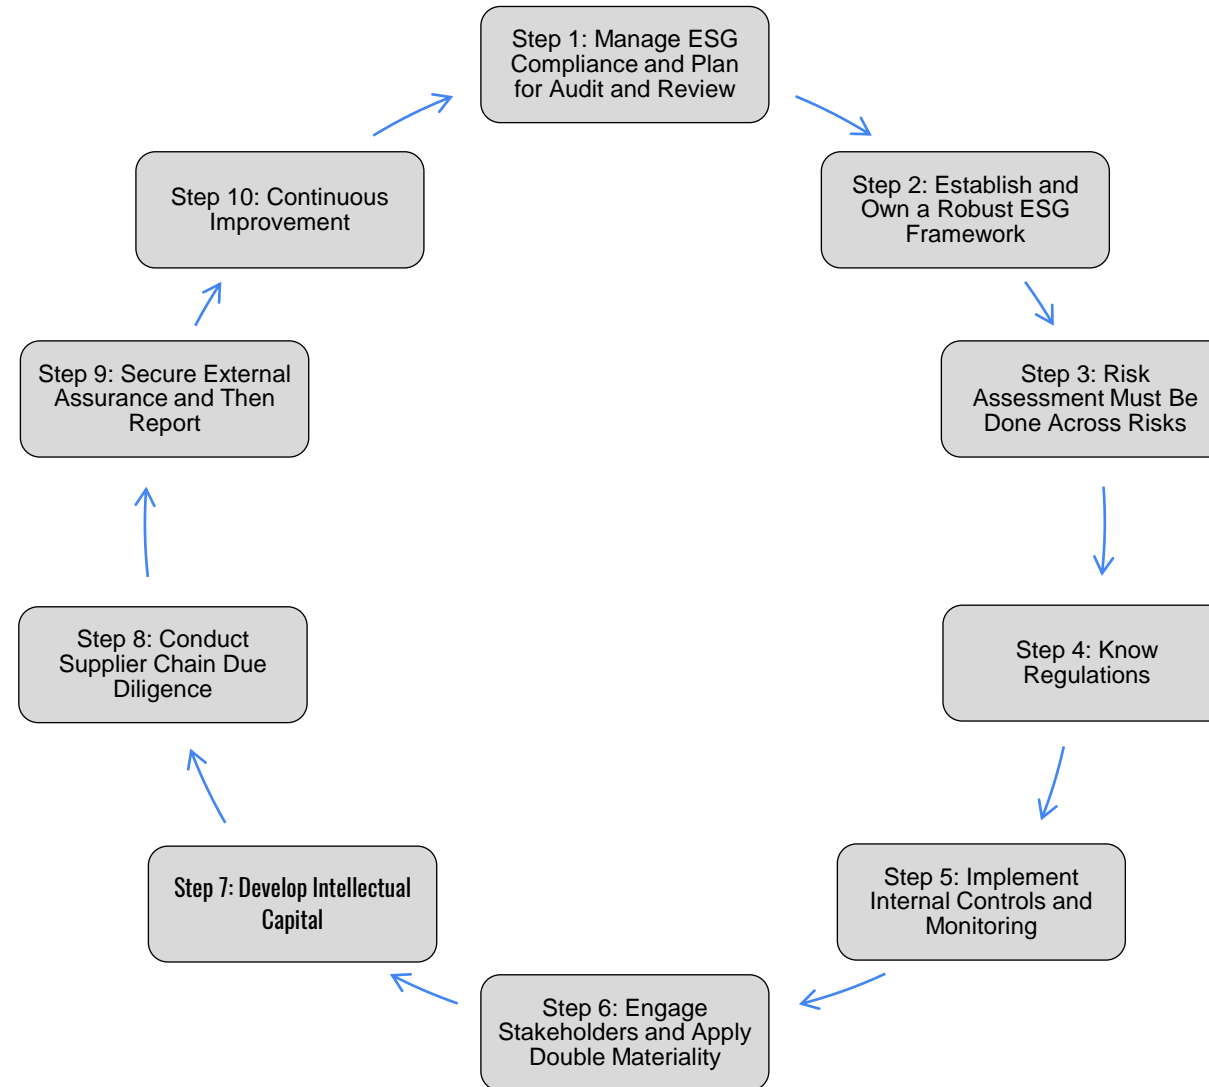 Step 1: Manage ESG
Compliance and Plan
for Audit and Review
Step 2: Establish and
Own a Robust ESG
Framework
Step 3: Risk
Assessment Must Be
Done Across Risks
Step 4: Know
Regulations
Step 5: Implement
Internal Controls and
Monitoring
Step 6: Engage
Stakeholders and Apply
Double Materiality
Step 7: Develop Intellectual
Capital
Step 8: Conduct
Supplier Chain Due
Diligence
Step 9: Secure External
Assurance and Then
Report
Step 10: Continuous
Improvement